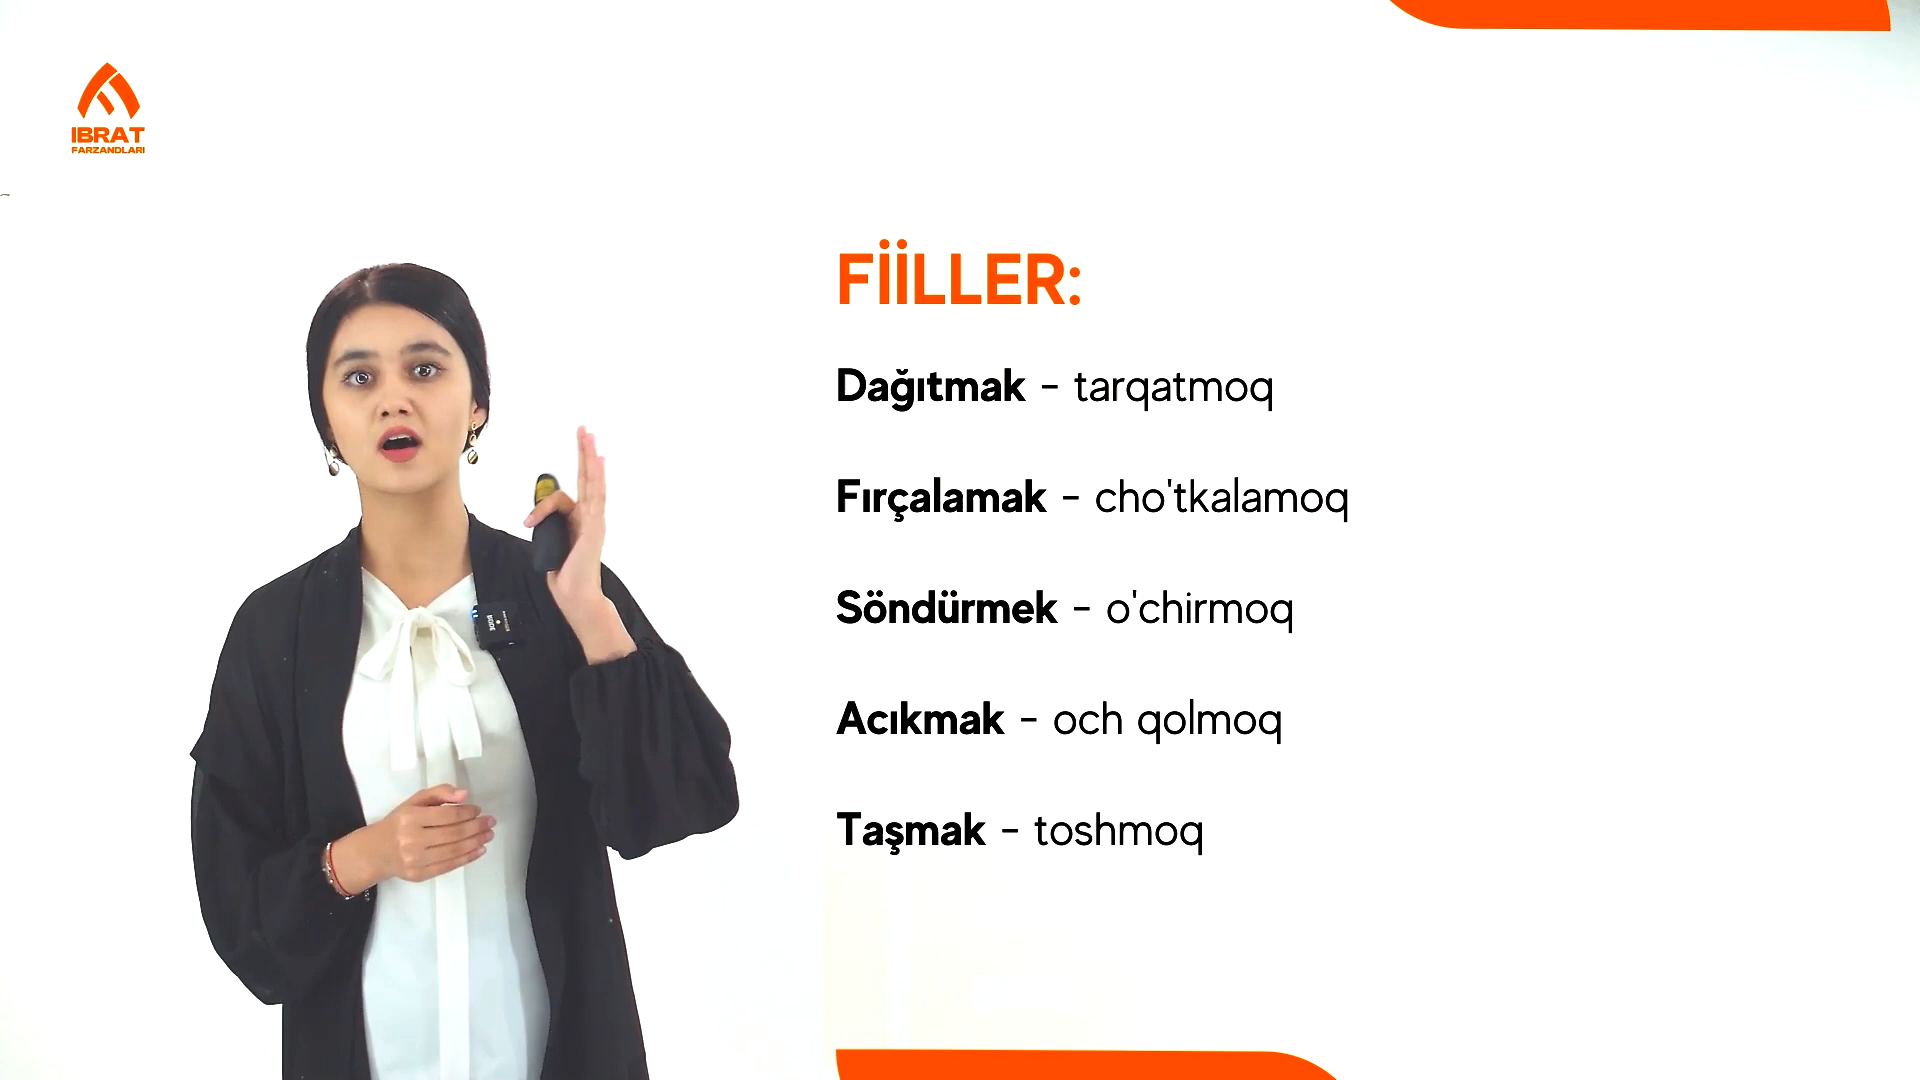 IBRAT
FARZANDLARI
FİİLLER:
Dağıtmak - tarqatmoq
Fırçalamak - cho'tkalamoq
Söndürmek - o'chirmoq
Acıkmak - och qolmoq
Taşmak - toshmoq